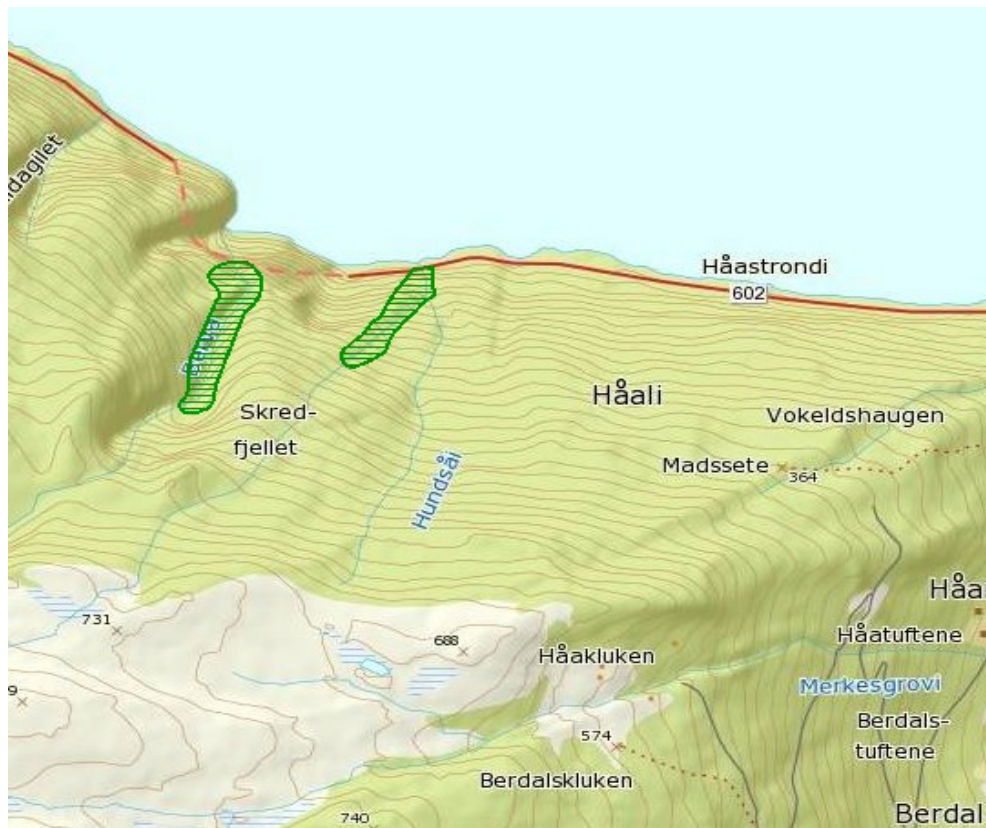 Håastrondi
602
Håali
Vokeldshaugen
Skred-
fjellet
Madssete
364
Hundsåi
Håatuftene
731
688
Håakluken
Merkesgrovi
9
574
Berdals-
tuftene
Berdalskluken
740
Berdal